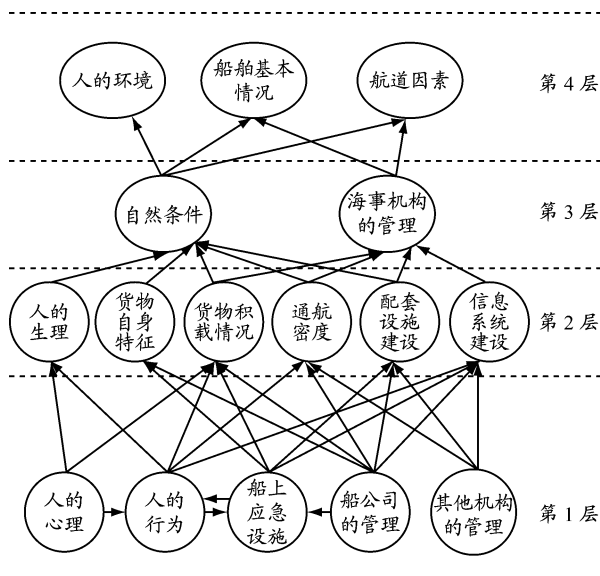 人的环境
船舶基本
情况
航道因素
第4层
自然条件
海事机构
的管理
第3层
人的
生理
货物
自身
特征
货物积
载情况
通航
密度
配套
设施
建设
信息
系统
建设
第2层
人的
心理
人的
行为
船上
应急
设施
船公司
的管理
其他机构
的管理
第1层